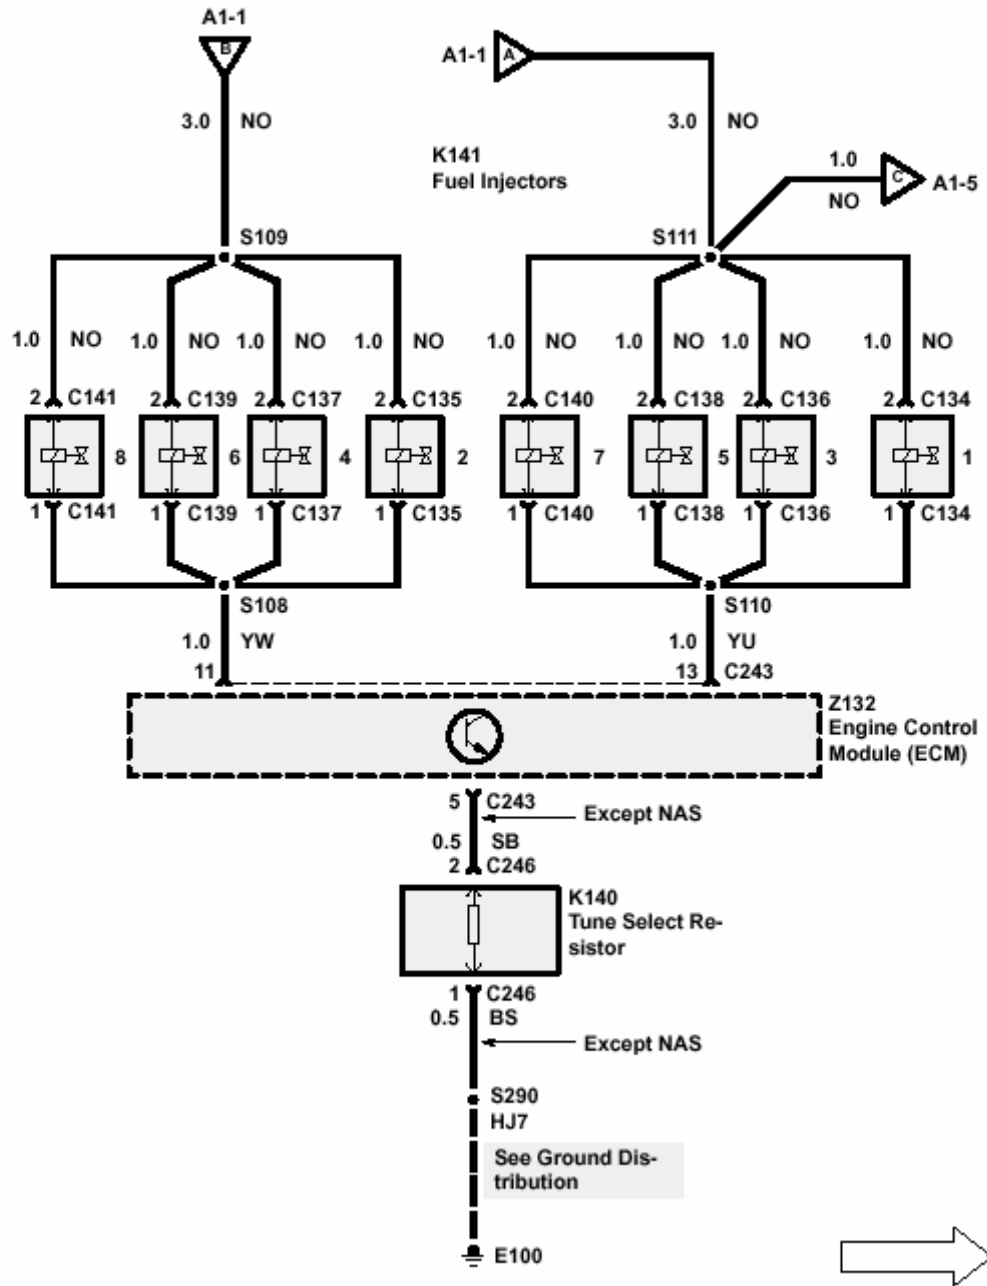 A1-1
B
A1-1 A
3.0 NO
3.0 NO
K141
Fuel Injectors
1.0
NO
C A1-5
S109
S111
1.0 NO 1.0 NO 1.0 NO 1.0 NO 1.0 NO 1.0 NO 1.0 NO 1.0 NO
2 C141 2 C139 2 C137 2 C135 2 C140 2 C138 2 C136 2 C134
8 6 4 2 7 5 3 1
1 C141 1 C139 1 C137 1 C135 1 C140 1 C138 1 C136 1 C134
S108
S110
1.0 YW
1.0 YU
11
13 C243
Z132
Engine Control
Module (ECM)
5 C243
Except NAS
0.5 SB
2 C246
K140
Tune Select Re-
sistor
1 C246
0.5 BS
Except NAS
S290
HJ7
See Ground Dis-
tribution
E100